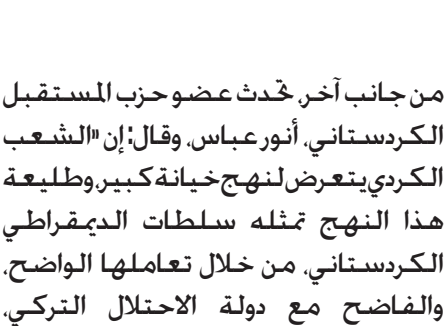 من جانب آخر، تحدث عضو حزب المستقبل
الكردستاني، أنور عباس، وقال: إن «الشعب
الكردي يتعرض لنهج خيانة كبير، وطليعة
هذا النهج تمثله سلطات الديمقراطي
الكردستاني، من خلال تعاملها الواضح،
والفاضح مع دولة الاحتلال التركي،